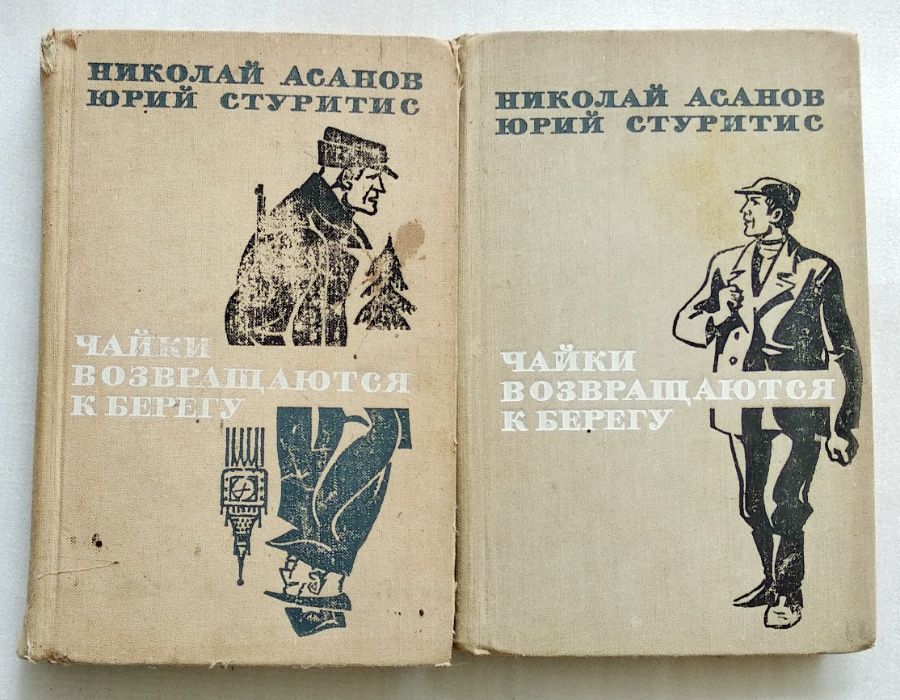 НИКОЛАЙ АСАНОВ
ЮРИЙ СТУРИТИС
ЧАЙКИ
ВОЗВРАЩАЮТСЯ
К БЕРЕГУ
НИКОЛАЙ АСАНОВ
ЮРИЙ СТУРИТИС
ЧАЙКИ
ВОЗВРАЩАЮТСЯ
К БЕРЕГУ